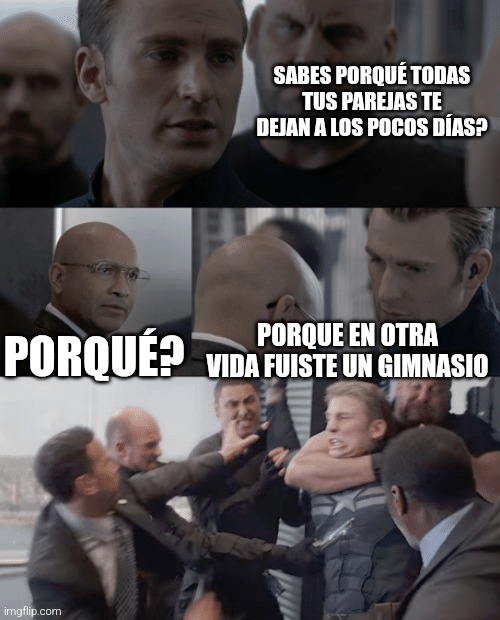 SABES PORQUÉ TODAS
TUS PAREJAS TE
DEJAN A LOS POCOS DÍAS?
PORQUÉ?
PORQUE EN OTRA
VIDA FUISTE UN GIMNASIO
imgflip.com